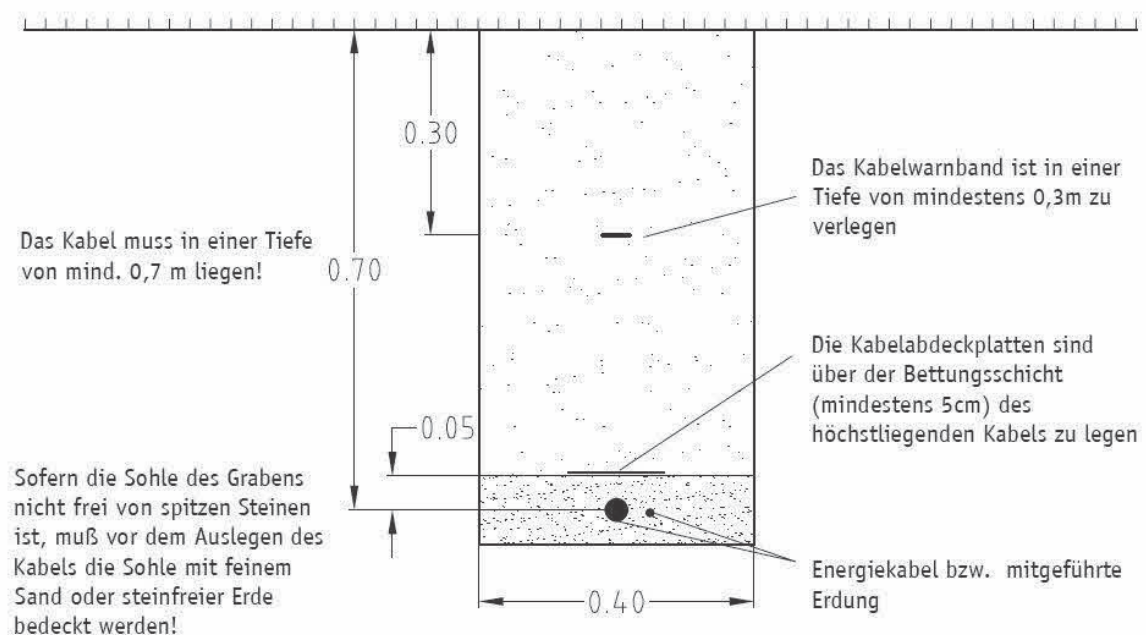 0.30
Das Kabelwarnband ist in einer
Tiefe von mindestens 0,3m zu
verlegen
Das Kabel muss in einer Tiefe
von mind. 0,7 m liegen!
0.70
Die Kabelabdeckplatten sind
über der Bettungsschicht
(mindestens 5cm) des
höchstliegenden Kabels zu legen
0.05
Sofern die Sohle des Grabens
nicht frei von spitzen Steinen
ist, muß vor dem Auslegen des
Kabels die Sohle mit feinem
Sand oder steinfreier Erde
bedeckt werden!
Energiekabel bzw. mitgeführte
Erdung
0.40